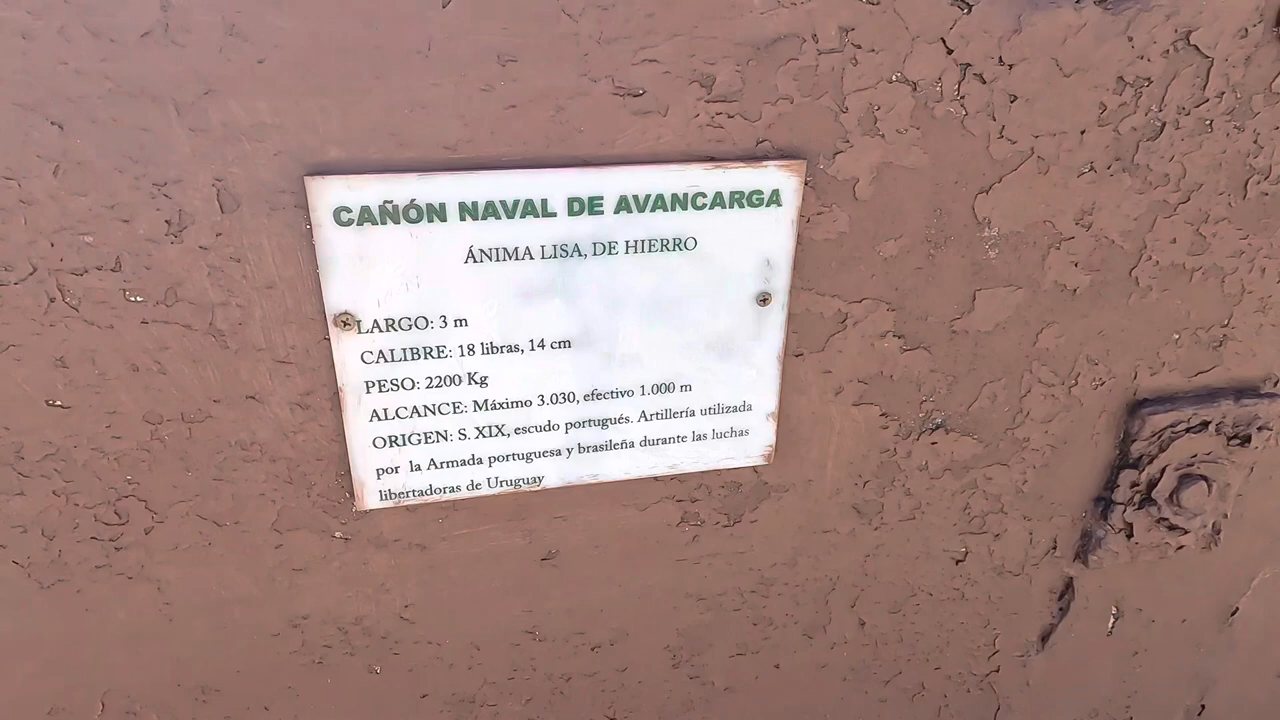 CAÑÓN NAVAL DE AVANCARGA
ÁNIMA LISA, DE HIERRO
LARGO: 3 m
CALIBRE: 18 libras, 14 cm
PESO: 2200 Kg
ALCANCE: Máximo 3.030, efectivo 1.000 m
ORIGEN: S. XIX, escudo portugués. Artillería utilizada
por la Armada portuguesa y brasileña durante las luchas
libertadoras de Uruguay